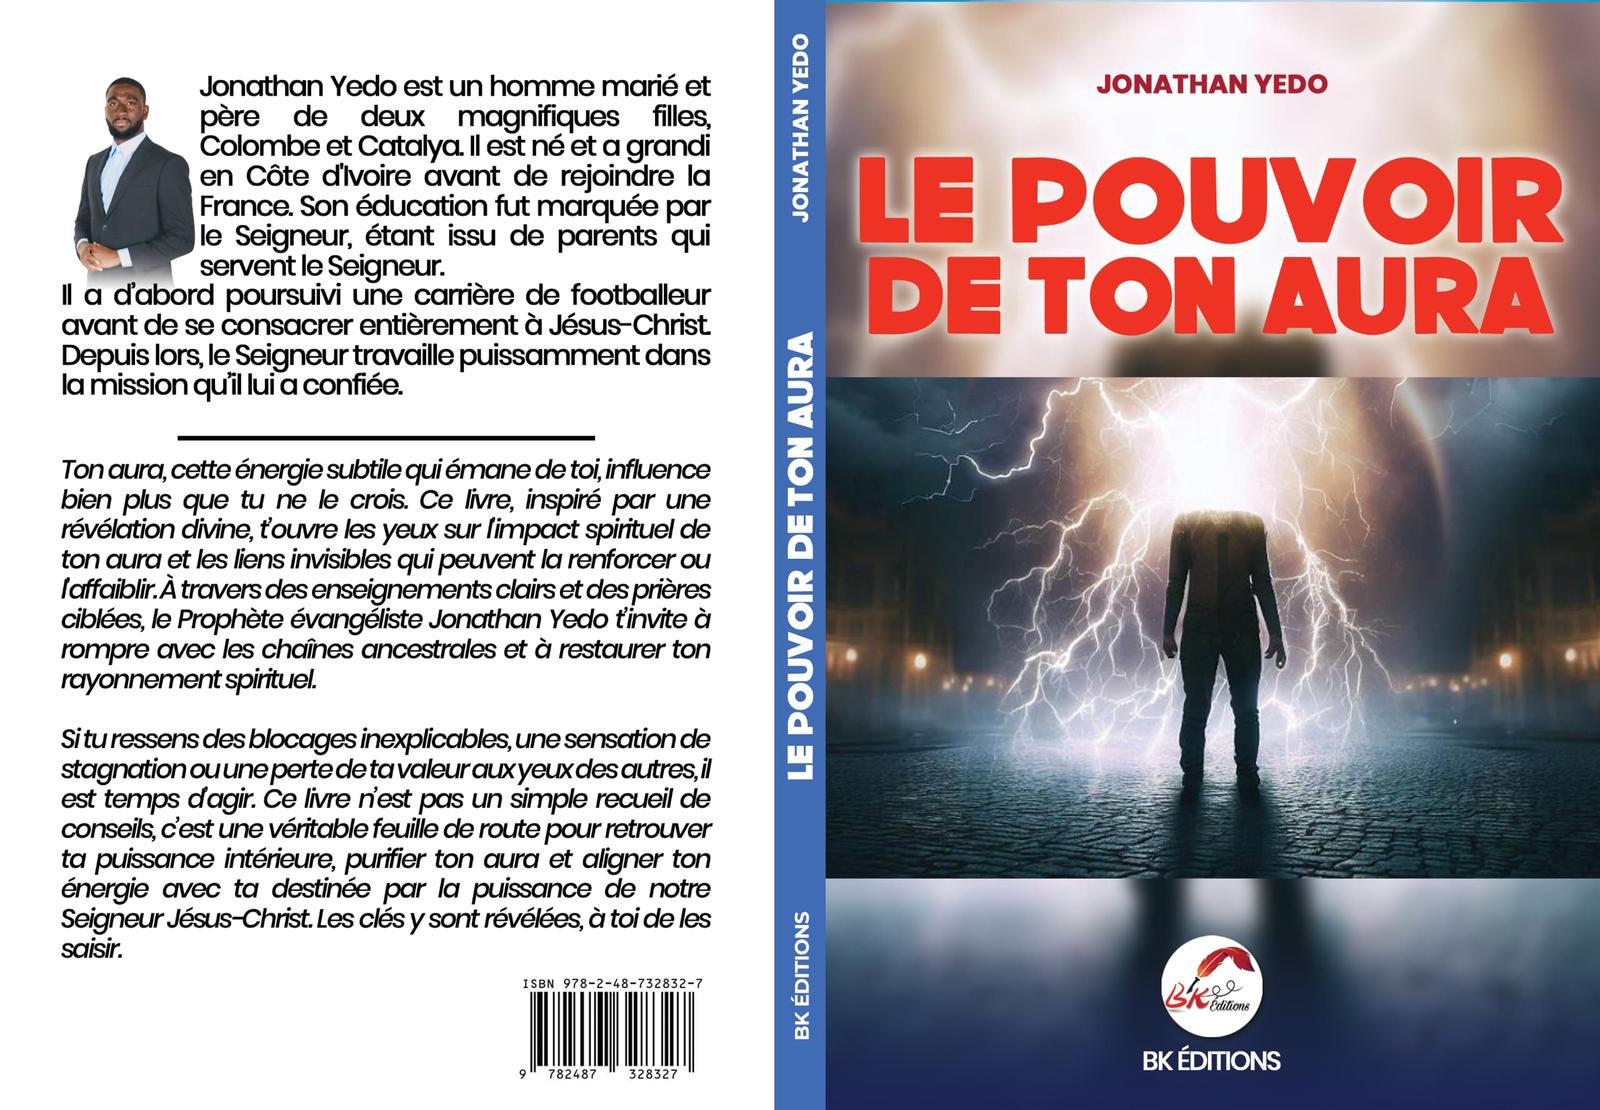 Jonathan Yedo est un homme marié et
père de deux magnifiques filles,
Colombe et Catalya. Il est né et a grandi
en Côte d'Ivoire avant de rejoindre la
France. Son éducation fut marquée par
le Seigneur, étant issu de parents qui
servent le Seigneur.
Il a d'abord poursuivi une carrière de footballeur
avant de se consacrer entièrement à Jésus-Christ.
Depuis lors, le Seigneur travaille puissamment dans
la mission qu'il lui a confiée.
Ton aura, cette énergie subtile qui émane de toi, influence
bien plus que tu ne le crois. Ce livre, inspiré par une
révélation divine, t'ouvre les yeux sur l'impact spirituel de
ton aura et les liens invisibles qui peuvent la renforcer ou
l'affaiblir. À travers des enseignements clairs et des prières
ciblées, le Prophète évangéliste Jonathan Yedo t'invite à
rompre avec les chaînes ancestrales et à restaurer ton
rayonnement spirituel.
Si tu ressens des blocages inexplicables, une sensation de
stagnation ou une perte de ta valeur aux yeux des autres, il
est temps d'agir. Ce livre n'est pas un simple recueil de
conseils, c'est une véritable feuille de route pour retrouver
ta puissance intérieure, purifier ton aura et aligner ton
énergie avec ta destinée par la puissance de notre
Seigneur Jésus-Christ. Les clés y sont révélées, à toi de les
saisir.
ISBN 978-2-48-732832-7
9 782487 328327
JONATHAN YEDO
LE POUVOIR DE TON AURA
BK ÉDITIONS
JONATHAN YEDO
LE POUVOIR
DE TON AURA
BK Éditions
BK ÉDITIONS